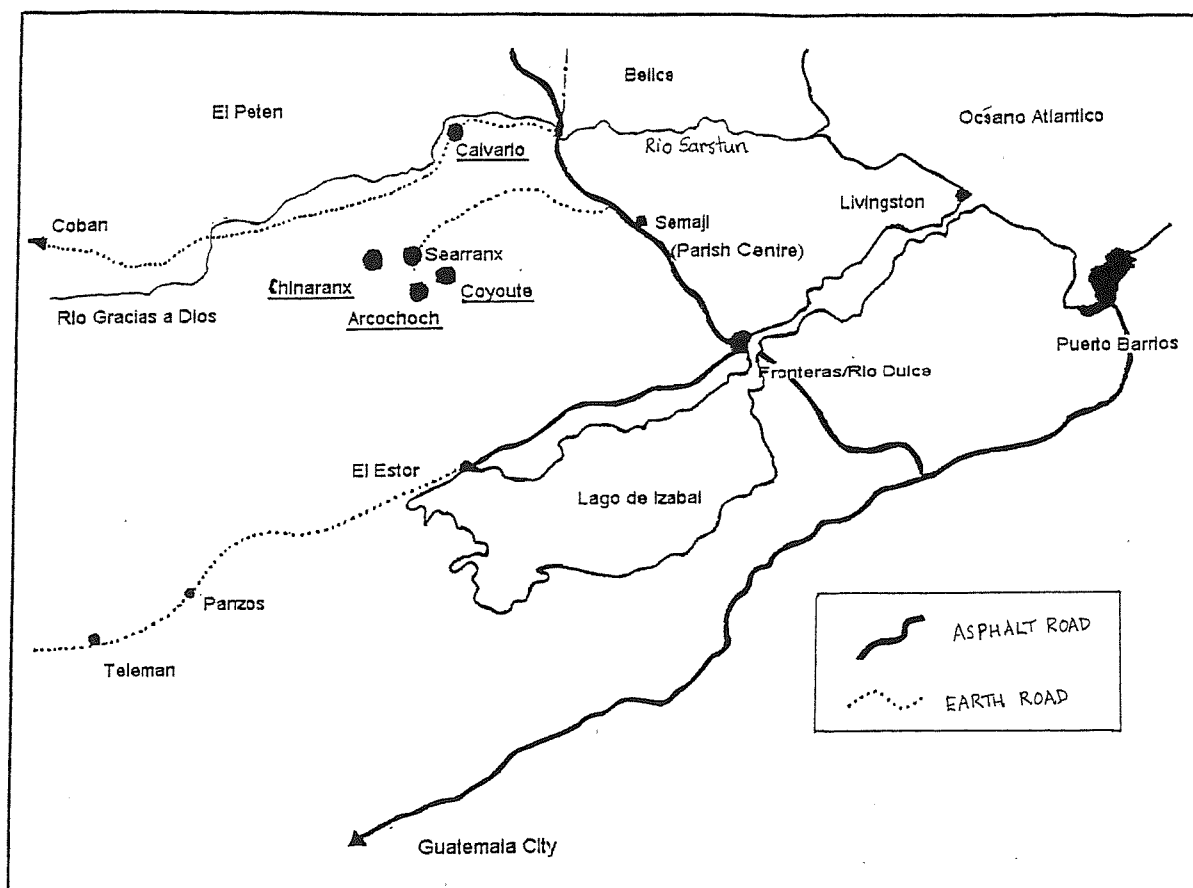 Belice
El Peten
Océano Atlantico
Calvario
Rio Sarstun
Livingston
Coban
Semaji
(Parish Centre)
Searranx
Chinaranx
Coyoute
Arcochoch
Rio Gracias a Dios
Puerto Barrios
Fronteras/Rio Dulce
El Estor
Lago de Izabal
Panzos
Teleman
ASPHALT ROAD
EARTH ROAD
Guatemala City